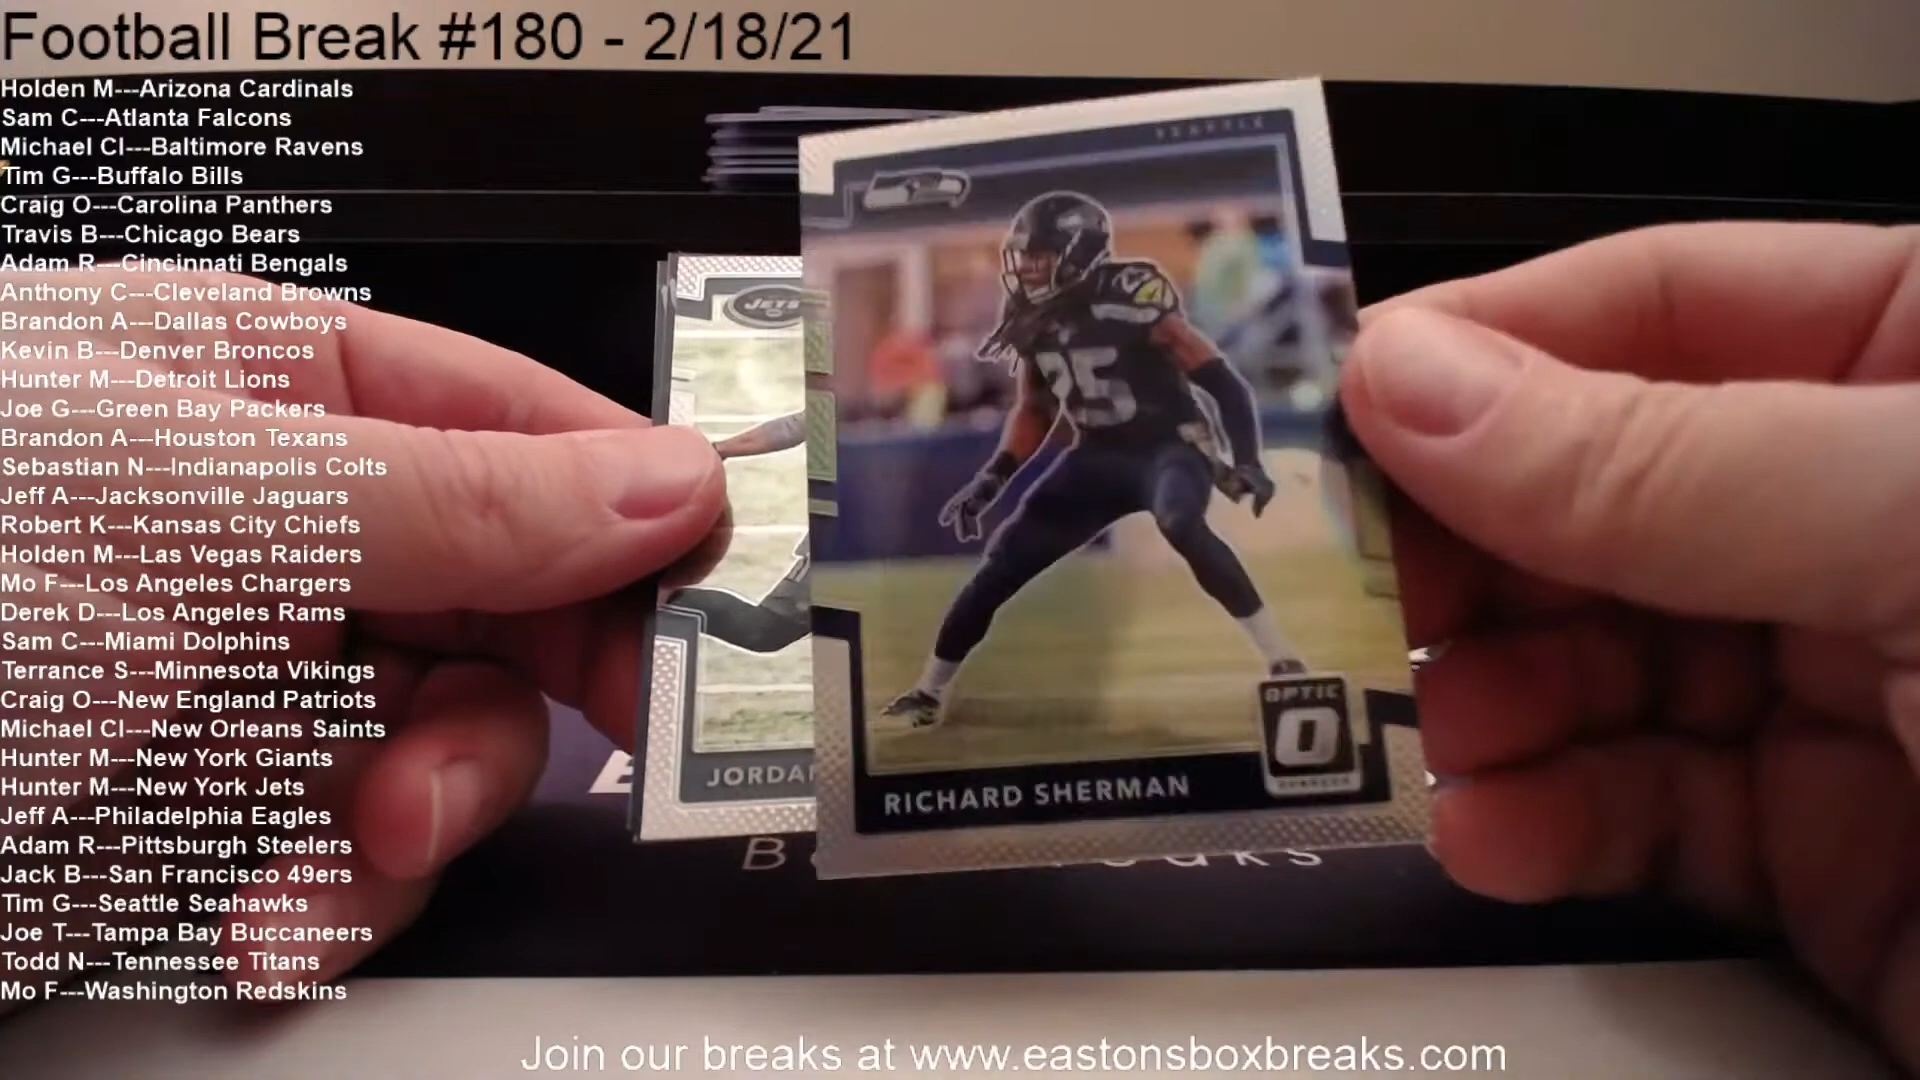 Football Break #180 - 2/18/21
Holden M---Arizona Cardinals
Sam C---Atlanta Falcons
Michael Cl---Baltimore Ravens
Tim G---Buffalo Bills
Craig O---Carolina Panthers
Travis B---Chicago Bears
Adam R---Cincinnati Bengals
Anthony C---Cleveland Browns
Brandon A---Dallas Cowboys
Kevin B---Denver Broncos
Hunter M---Detroit Lions
Joe G---Green Bay Packers
Brandon A---Houston Texans
Sebastian N---Indianapolis Colts
Jeff A---Jacksonville Jaguars
Robert K---Kansas City Chiefs
Holden M---Las Vegas Raiders
Mo F---Los Angeles Chargers
Derek D---Los Angeles Rams
Sam C---Miami Dolphins
Terrance S---Minnesota Vikings
Craig O---New England Patriots
Michael Cl---New Orleans Saints
Hunter M---New York Giants
Hunter M---New York Jets
Jeff A---Philadelphia Eagles
Adam R---Pittsburgh Steelers
Jack B---San Francisco 49ers
Tim G---Seattle Seahawks
Joe T---Tampa Bay Buccaneers
Todd N---Tennessee Titans
Mo F---Washington Redskins
SEATTLE
JETS
25
OPTIC
O
JORDA
RICHARD SHERMAN
Join our breaks at www.eastonsboxbreaks.com